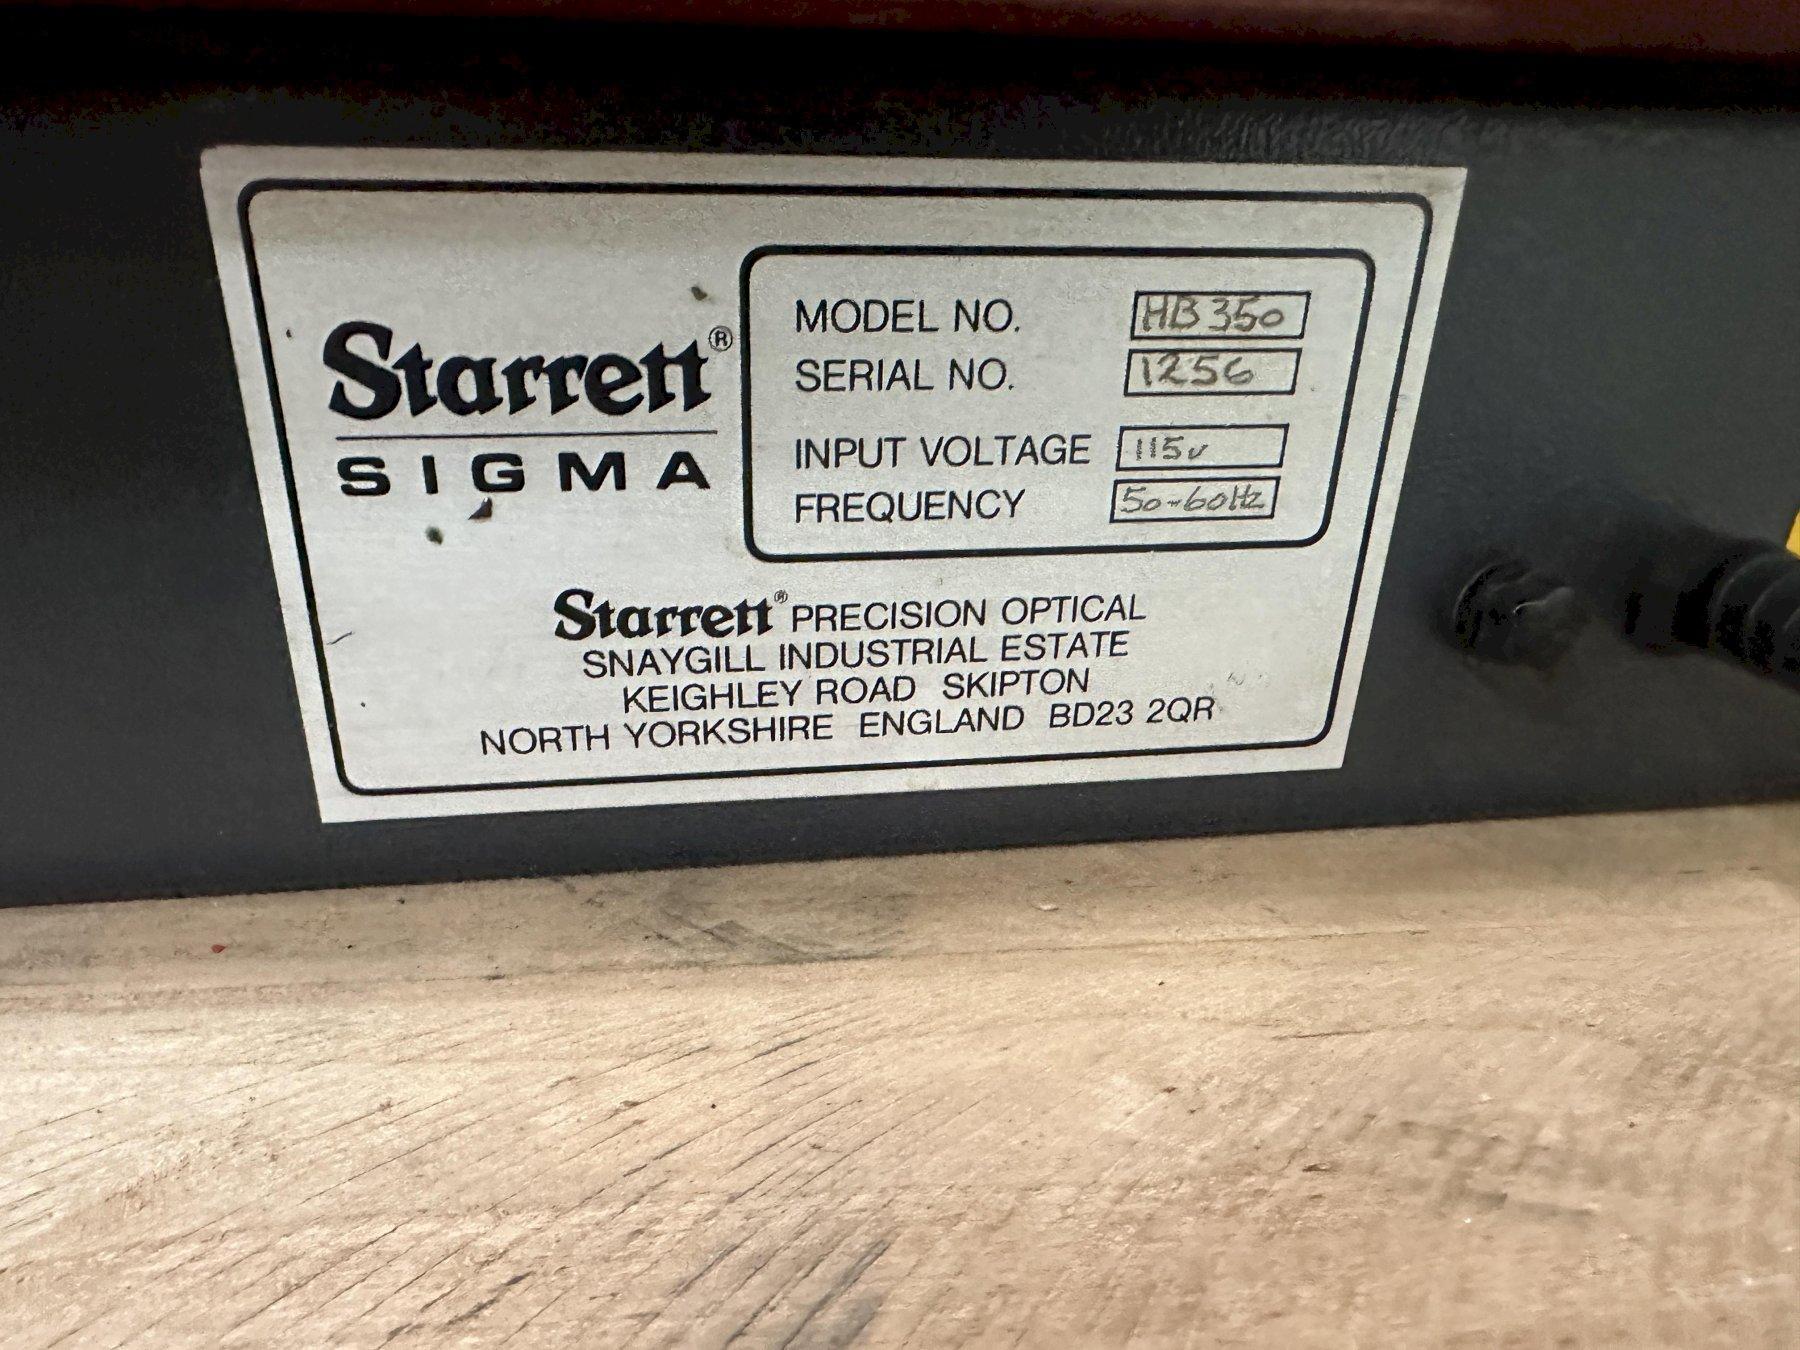 Starrett®
SIGMA
MODEL NO. HB350
SERIAL NO. 1256
INPUT VOLTAGE 115v
FREQUENCY 50-60Hz
Starrett® PRECISION OPTICAL
SNAYGILL INDUSTRIAL ESTATE
KEIGHLEY ROAD SKIPTON
NORTH YORKSHIRE ENGLAND BD23 2QR